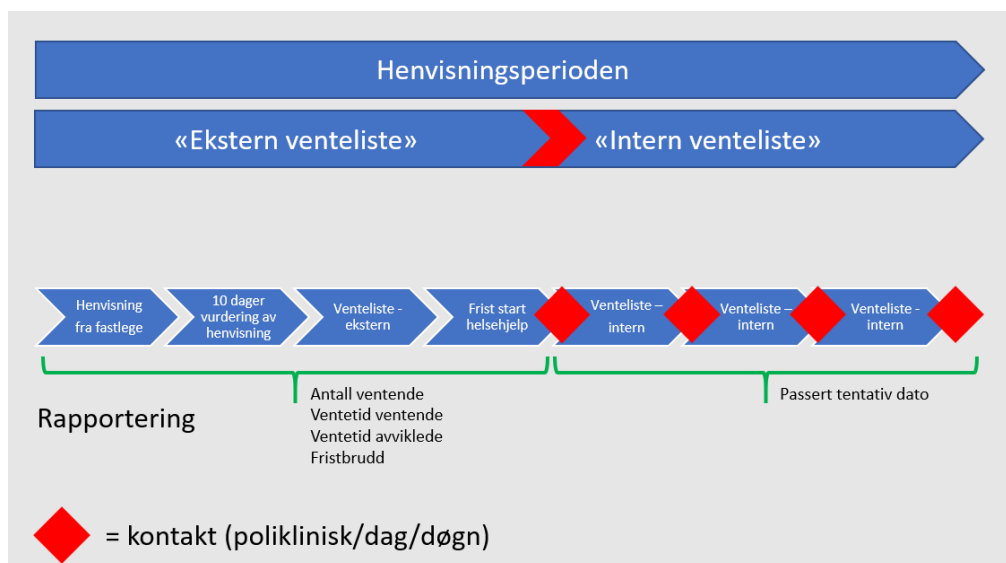 Henvisningsperioden
«Ekstern venteliste»
«Intern venteliste»
Henvisning
fra fastlege
10 dager
vurdering av
henvisning
Venteliste -
ekstern
Frist start
helsehjelp
Venteliste –
intern
Venteliste –
intern
Venteliste -
intern
Rapportering
Antall ventende
Ventetid ventende
Ventetid avviklede
Fristbrudd
Passert tentativ dato
= kontakt (poliklinisk/dag/døgn)